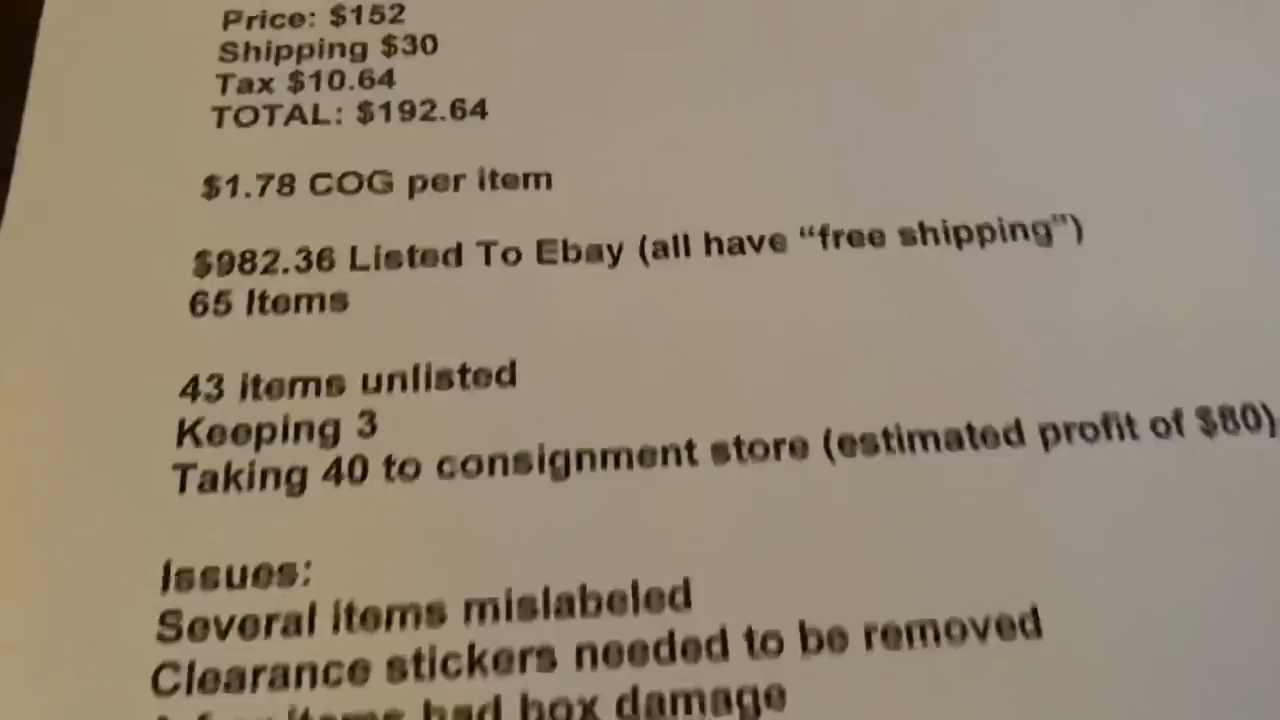 Price: $152
Shipping $30
Tax $10.64
TOTAL: $192.64
$1.78 COG per item
$982.36 Listed To Ebay (all have “free shipping”)
65 Items
43 items unlisted
Keeping 3
Taking 40 to consignment store (estimated profit of $80)
Issues:
Several items mislabeled
Clearance stickers needed to be removed
A few items had box damage